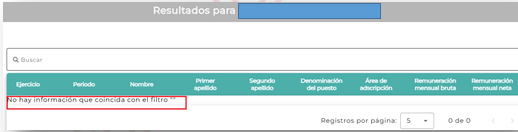 Resultados para
Buscar
Ejercicio Periodo Nombre Primer apellido Segundo apellido Denominación del puesto Área de adscripción Remuneración mensual bruta Remuneración mensual neta
No hay información que coincida con el filtro ""
Registros por página: 5 0 de 0